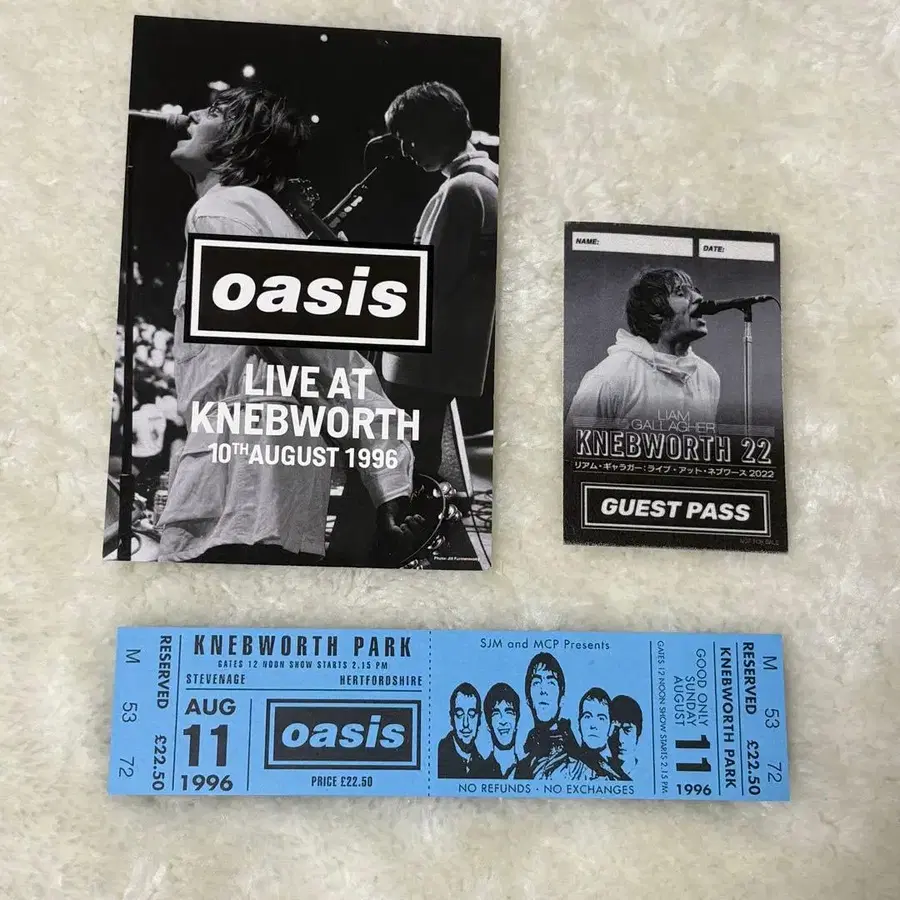 oasis
LIVE AT
KNEBWORTH
10TH AUGUST 1996
NAME:
DATE:
LIAM
GALLAGHER
KNEBWORTH 22
リアム・ギャラガー:ライブ・アット・ネブワース 2022
GUEST PASS
NOT FOR SALE
M 53 72
RESERVED £22.50
KNEBWORTH PARK
GATES 12 NOON SHOW STARTS 2.15 PM
STEVENAGE HERTFORDSHIRE
AUG
11
1996
oasis
PRICE £22.50
SJM and MCP Presents
NO REFUNDS · NO EXCHANGES
GATES 12 NOON SHOW STARTS 2.15 PM.
GOOD ONLY
SUNDAY
AUGUST
11
1996
KNEBWORTH PARK
RESERVED £22.50
M 53 72